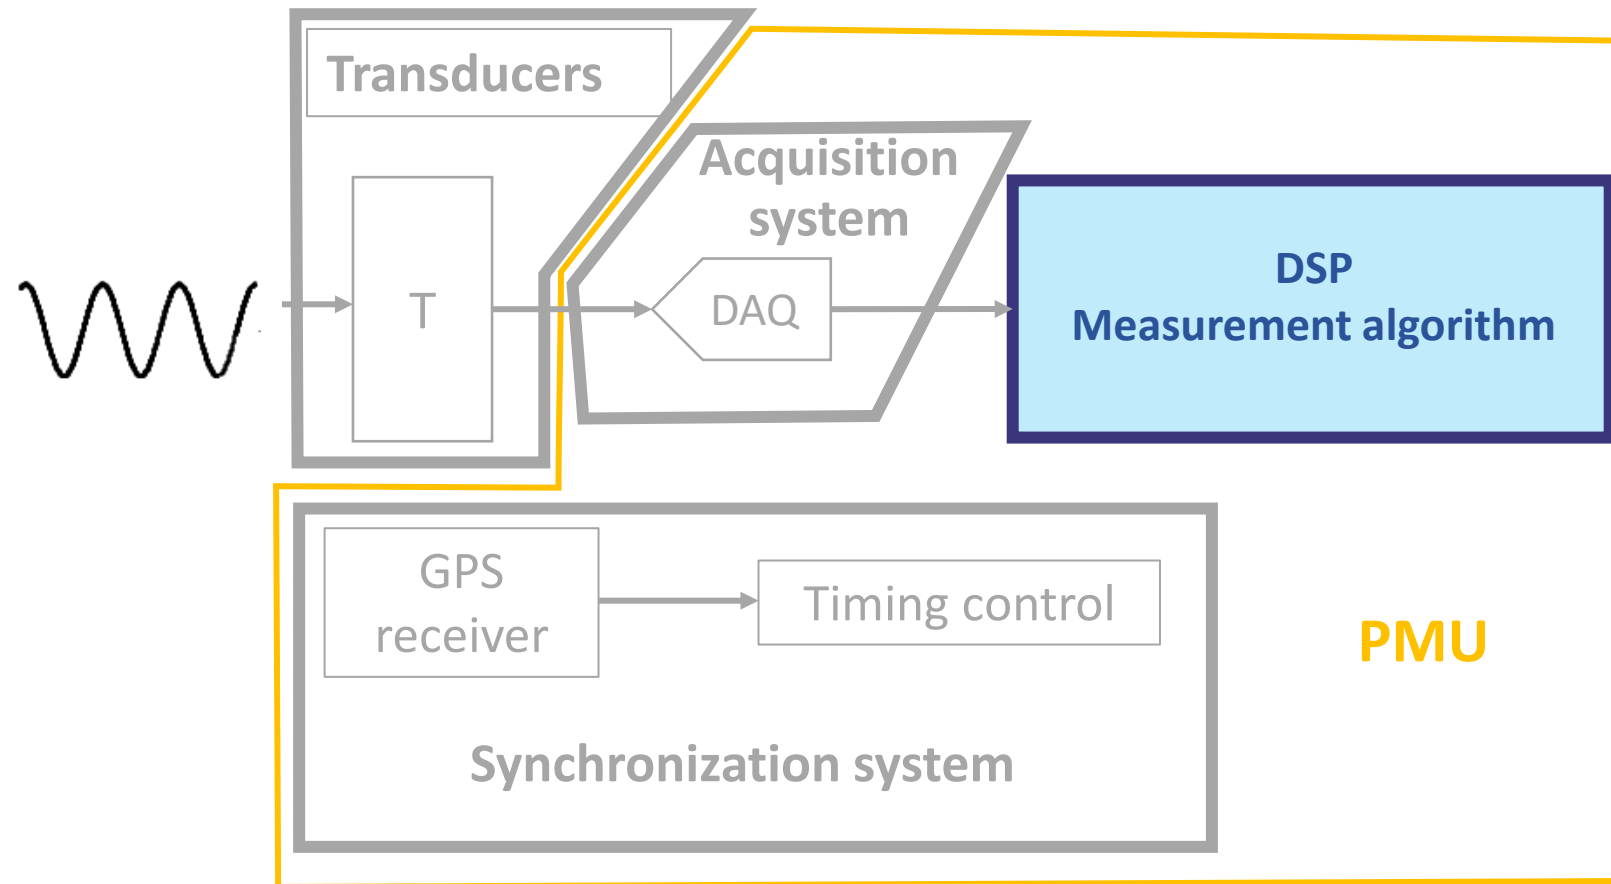 Transducers
Acquisition
system
T
DAQ
DSP
Measurement algorithm
GPS
receiver
Timing control
PMU
Synchronization system